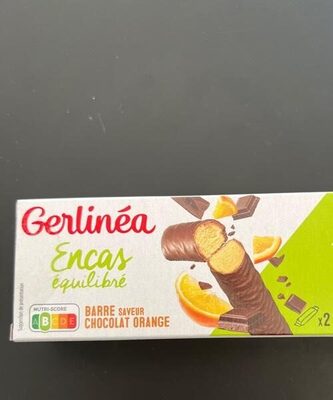 Gerlinéa
Encas
équilibré
Suggestion de présentation
NUTRI-SCORE
A B C D E
BARRE SAVEUR
CHOCOLAT ORANGE
x2